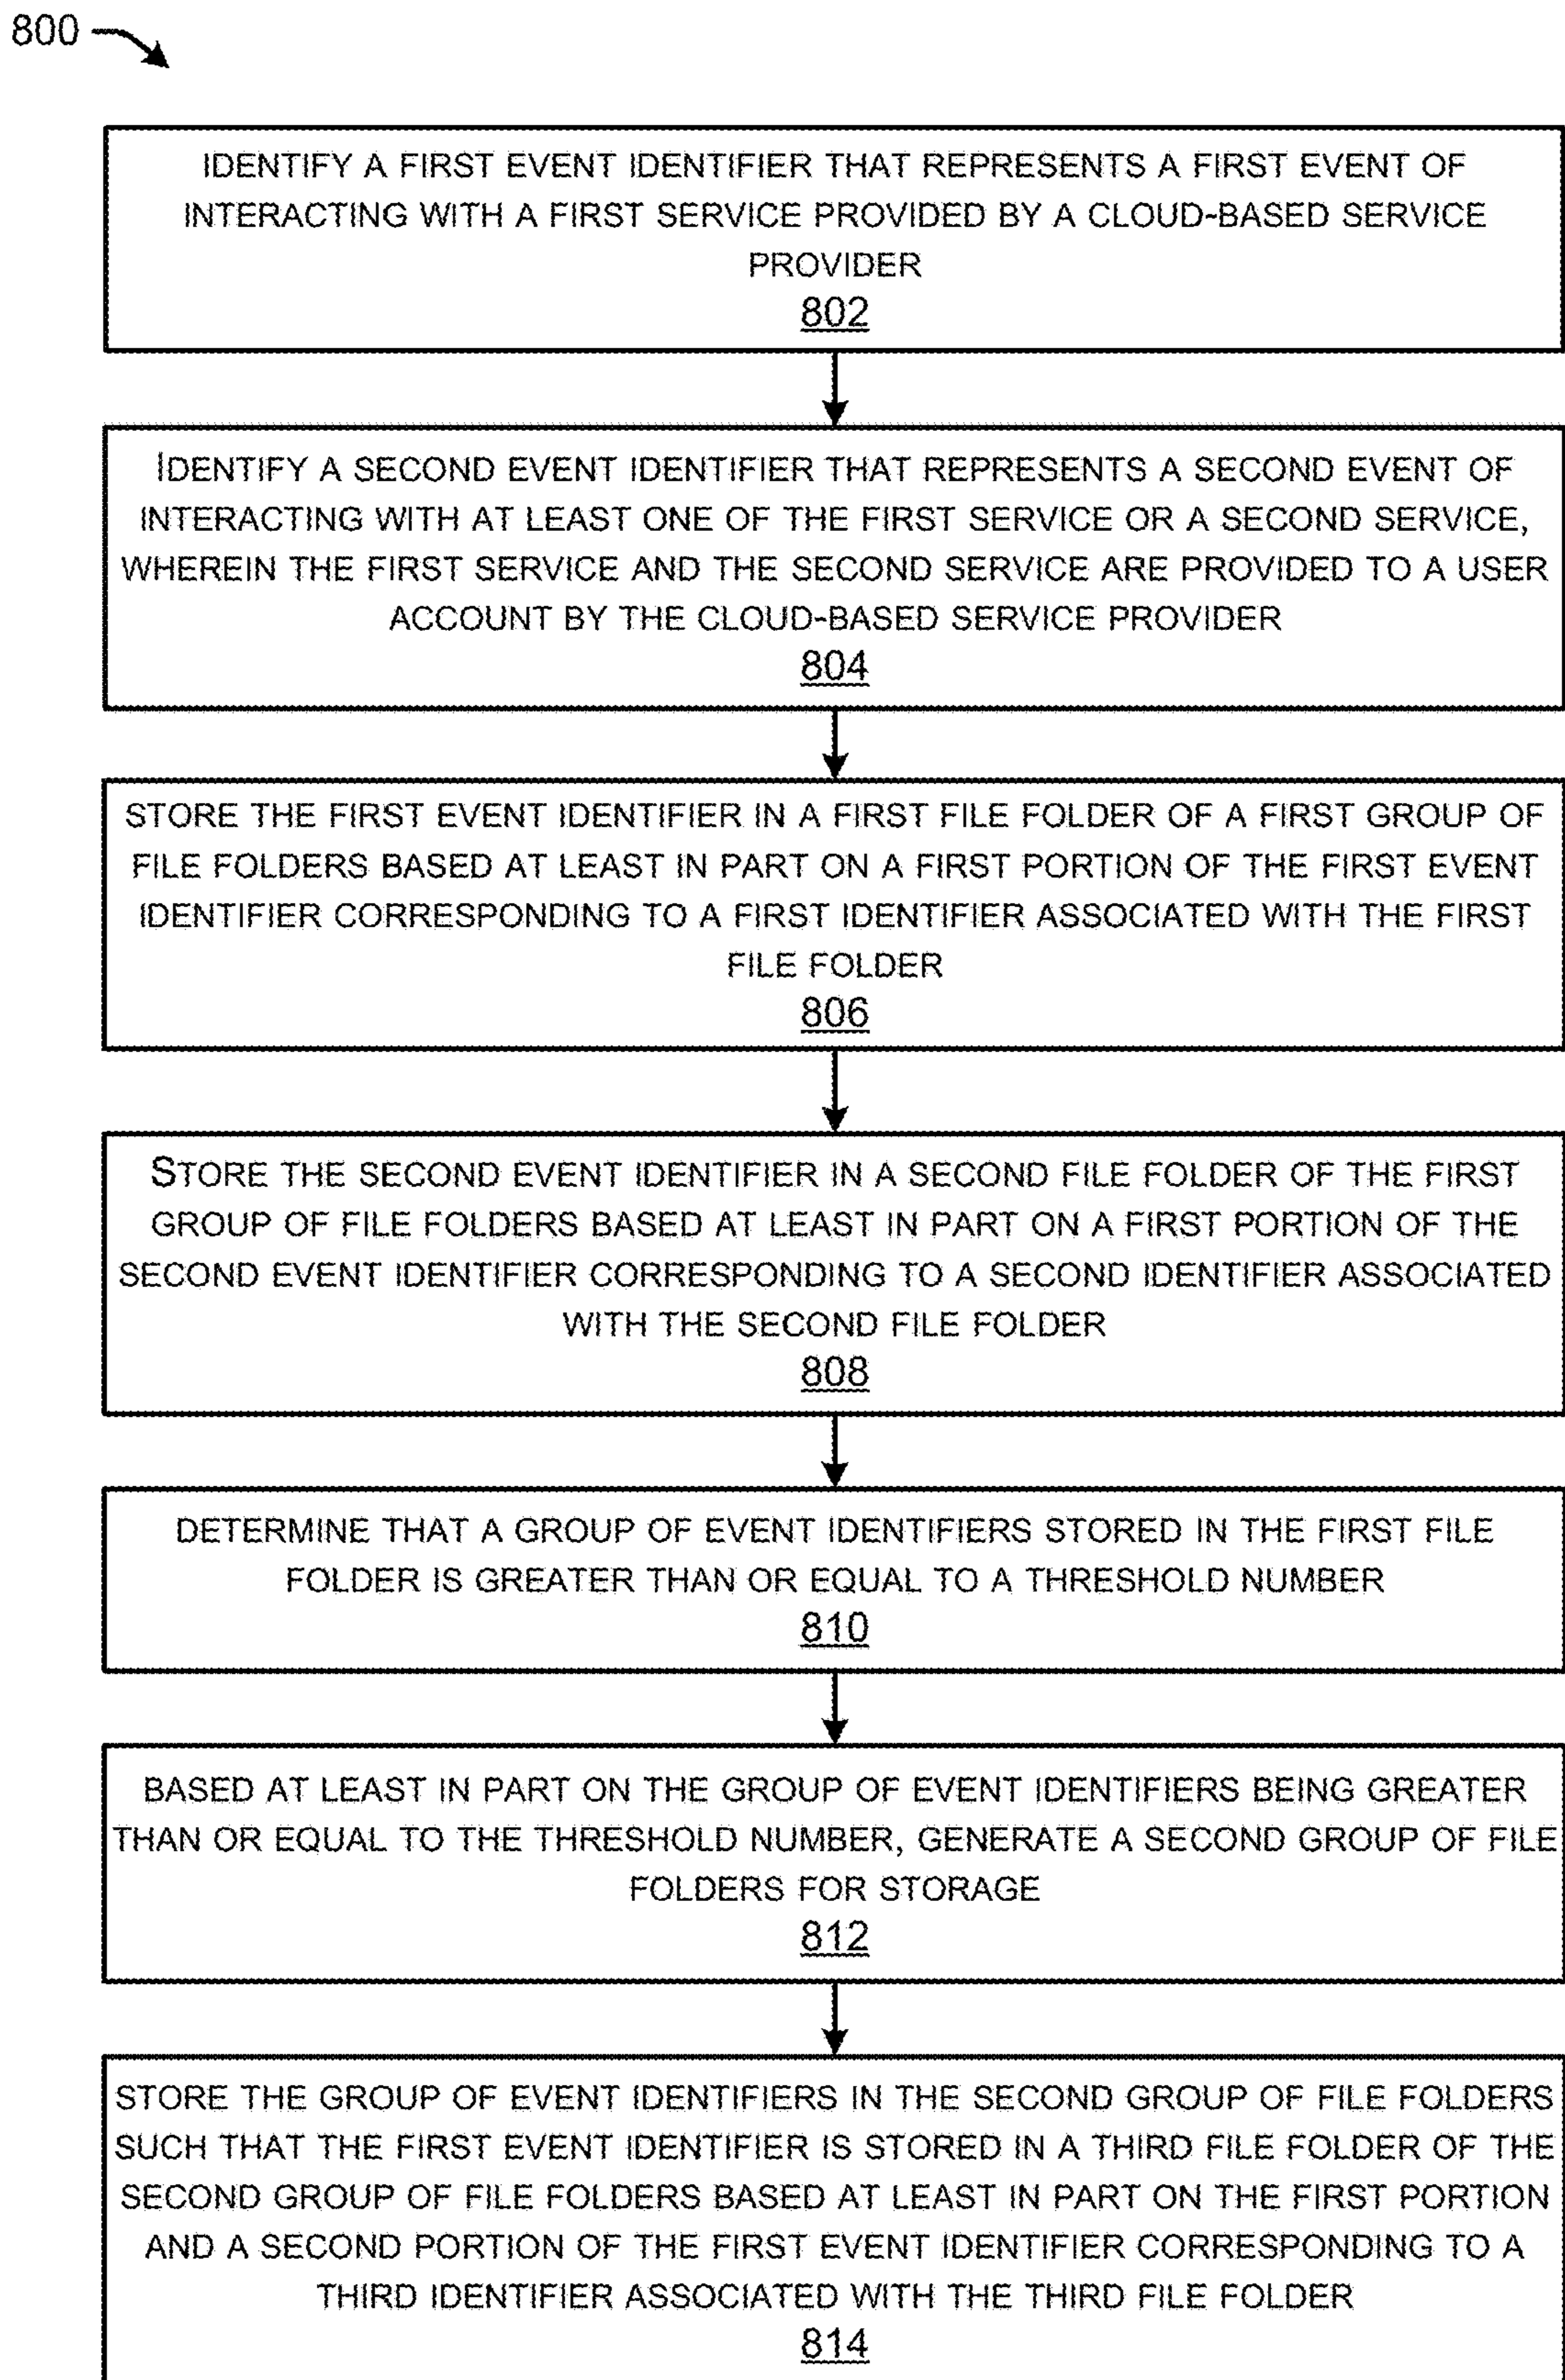 800
IDENTIFY A FIRST EVENT IDENTIFIER THAT REPRESENTS A FIRST EVENT OF
INTERACTING WITH A FIRST SERVICE PROVIDED BY A CLOUD-BASED SERVICE
PROVIDER
802
IDENTIFY A SECOND EVENT IDENTIFIER THAT REPRESENTS A SECOND EVENT OF
INTERACTING WITH AT LEAST ONE OF THE FIRST SERVICE OR A SECOND SERVICE,
WHEREIN THE FIRST SERVICE AND THE SECOND SERVICE ARE PROVIDED TO A USER
ACCOUNT BY THE CLOUD-BASED SERVICE PROVIDER
804
STORE THE FIRST EVENT IDENTIFIER IN A FIRST FILE FOLDER OF A FIRST GROUP OF
FILE FOLDERS BASED AT LEAST IN PART ON A FIRST PORTION OF THE FIRST EVENT
IDENTIFIER CORRESPONDING TO A FIRST IDENTIFIER ASSOCIATED WITH THE FIRST
FILE FOLDER
806
STORE THE SECOND EVENT IDENTIFIER IN A SECOND FILE FOLDER OF THE FIRST
GROUP OF FILE FOLDERS BASED AT LEAST IN PART ON A FIRST PORTION OF THE
SECOND EVENT IDENTIFIER CORRESPONDING TO A SECOND IDENTIFIER ASSOCIATED
WITH THE SECOND FILE FOLDER
808
DETERMINE THAT A GROUP OF EVENT IDENTIFIERS STORED IN THE FIRST FILE
FOLDER IS GREATER THAN OR EQUAL TO A THRESHOLD NUMBER
810
BASED AT LEAST IN PART ON THE GROUP OF EVENT IDENTIFIERS BEING GREATER
THAN OR EQUAL TO THE THRESHOLD NUMBER, GENERATE A SECOND GROUP OF FILE
FOLDERS FOR STORAGE
812
STORE THE GROUP OF EVENT IDENTIFIERS IN THE SECOND GROUP OF FILE FOLDERS
SUCH THAT THE FIRST EVENT IDENTIFIER IS STORED IN A THIRD FILE FOLDER OF THE
SECOND GROUP OF FILE FOLDERS BASED AT LEAST IN PART ON THE FIRST PORTION
AND A SECOND PORTION OF THE FIRST EVENT IDENTIFIER CORRESPONDING TO A
THIRD IDENTIFIER ASSOCIATED WITH THE THIRD FILE FOLDER
814